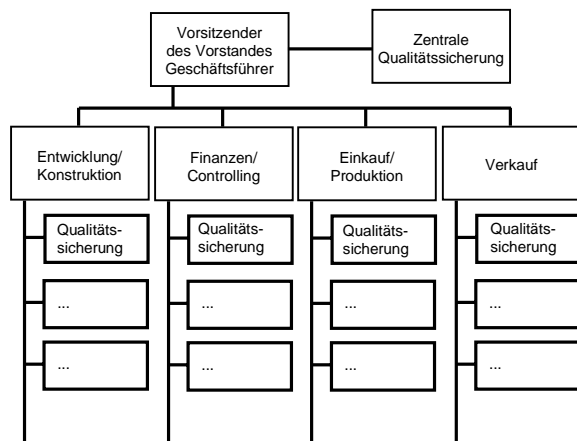 Vorsitzender
des Vorstandes
Geschäftsführer
Zentrale
Qualitätssicherung
Entwicklung/
Konstruktion
Finanzen/
Controlling
Einkauf/
Produktion
Verkauf
Qualitäts-
sicherung
Qualitäts-
sicherung
Qualitäts-
sicherung
Qualitäts-
sicherung
...
...
...
...
...
...
...
...